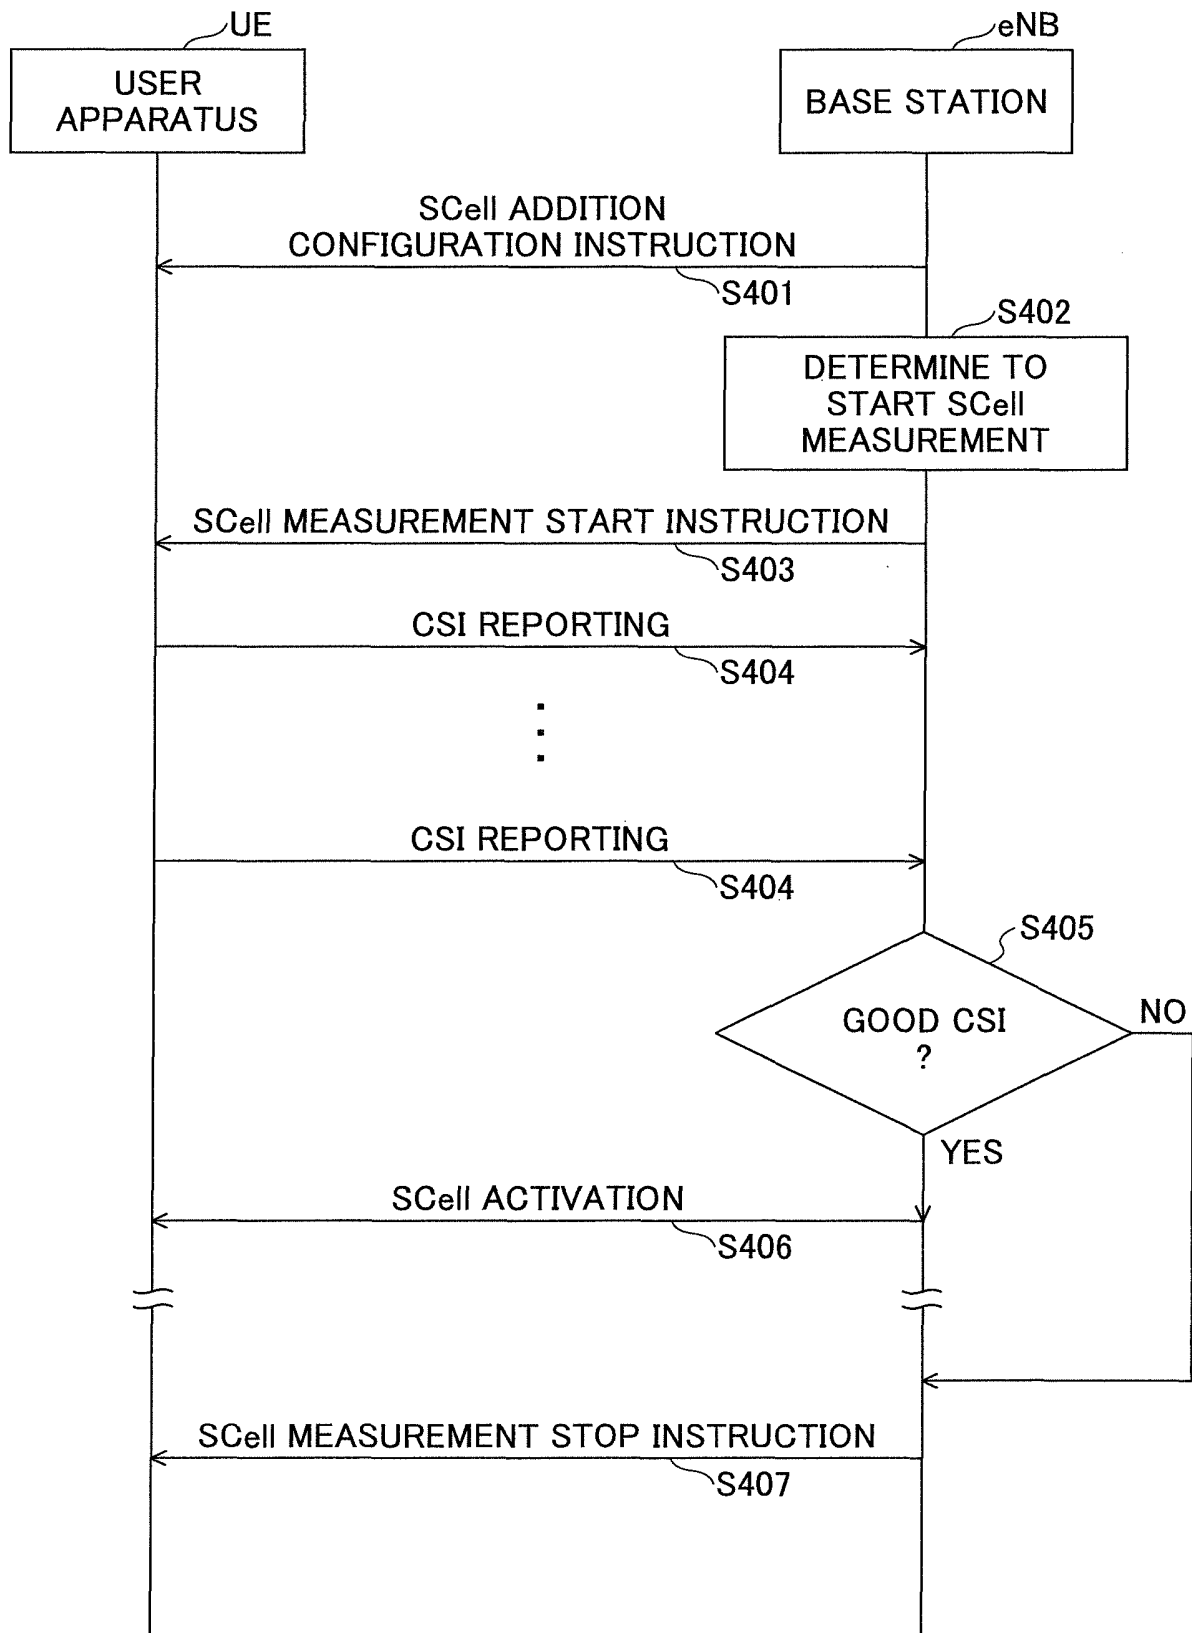 UE
eNB
USER
APPARATUS
BASE STATION
SCell ADDITION
CONFIGURATION INSTRUCTION
S401
S402
DETERMINE TO
START SCell
MEASUREMENT
SCell MEASUREMENT START INSTRUCTION
S403
CSI REPORTING
S404
CSI REPORTING
S404
S405
GOOD CSI
?
NO
YES
SCell ACTIVATION
S406
SCell MEASUREMENT STOP INSTRUCTION
S407